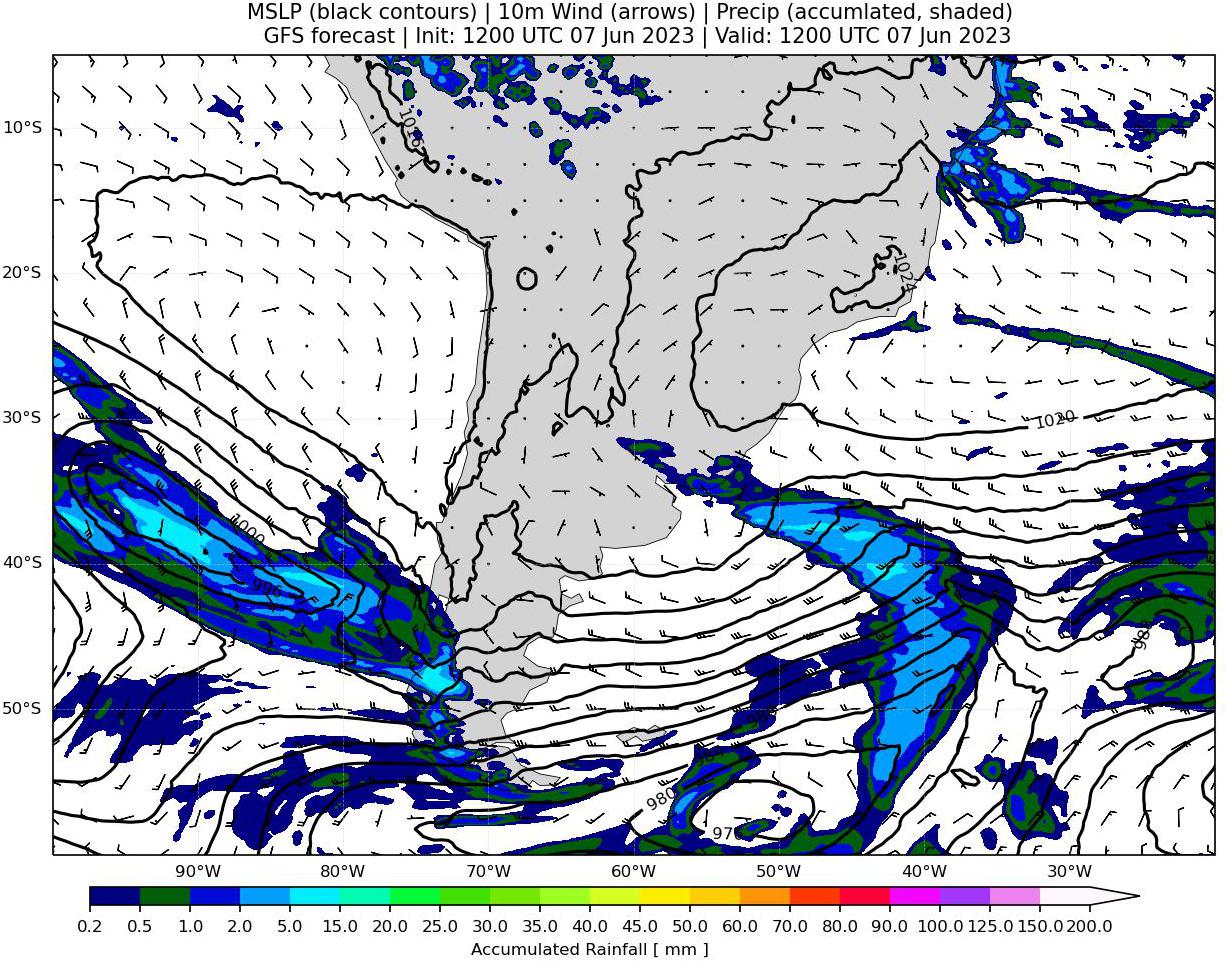 MSLP (black contours) | 10m Wind (arrows) | Precip (accumlated, shaded)
GFS forecast | Init: 1200 UTC 07 Jun 2023 | Valid: 1200 UTC 07 Jun 2023
10°S
1016
20°S
1024
30°S
1020
1000
40°S
996
50°S
980
976
90°W 80°W 70°W 60°W 50°W 40°W 30°W
0.2 0.5 1.0 2.0 5.0 10.0 15.0 20.0 25.0 30.0 35.0 40.0 45.0 50.0 60.0 70.0 80.0 90.0 100.0 125.0 150.0 200.0
Accumulated Rainfall [ mm ]